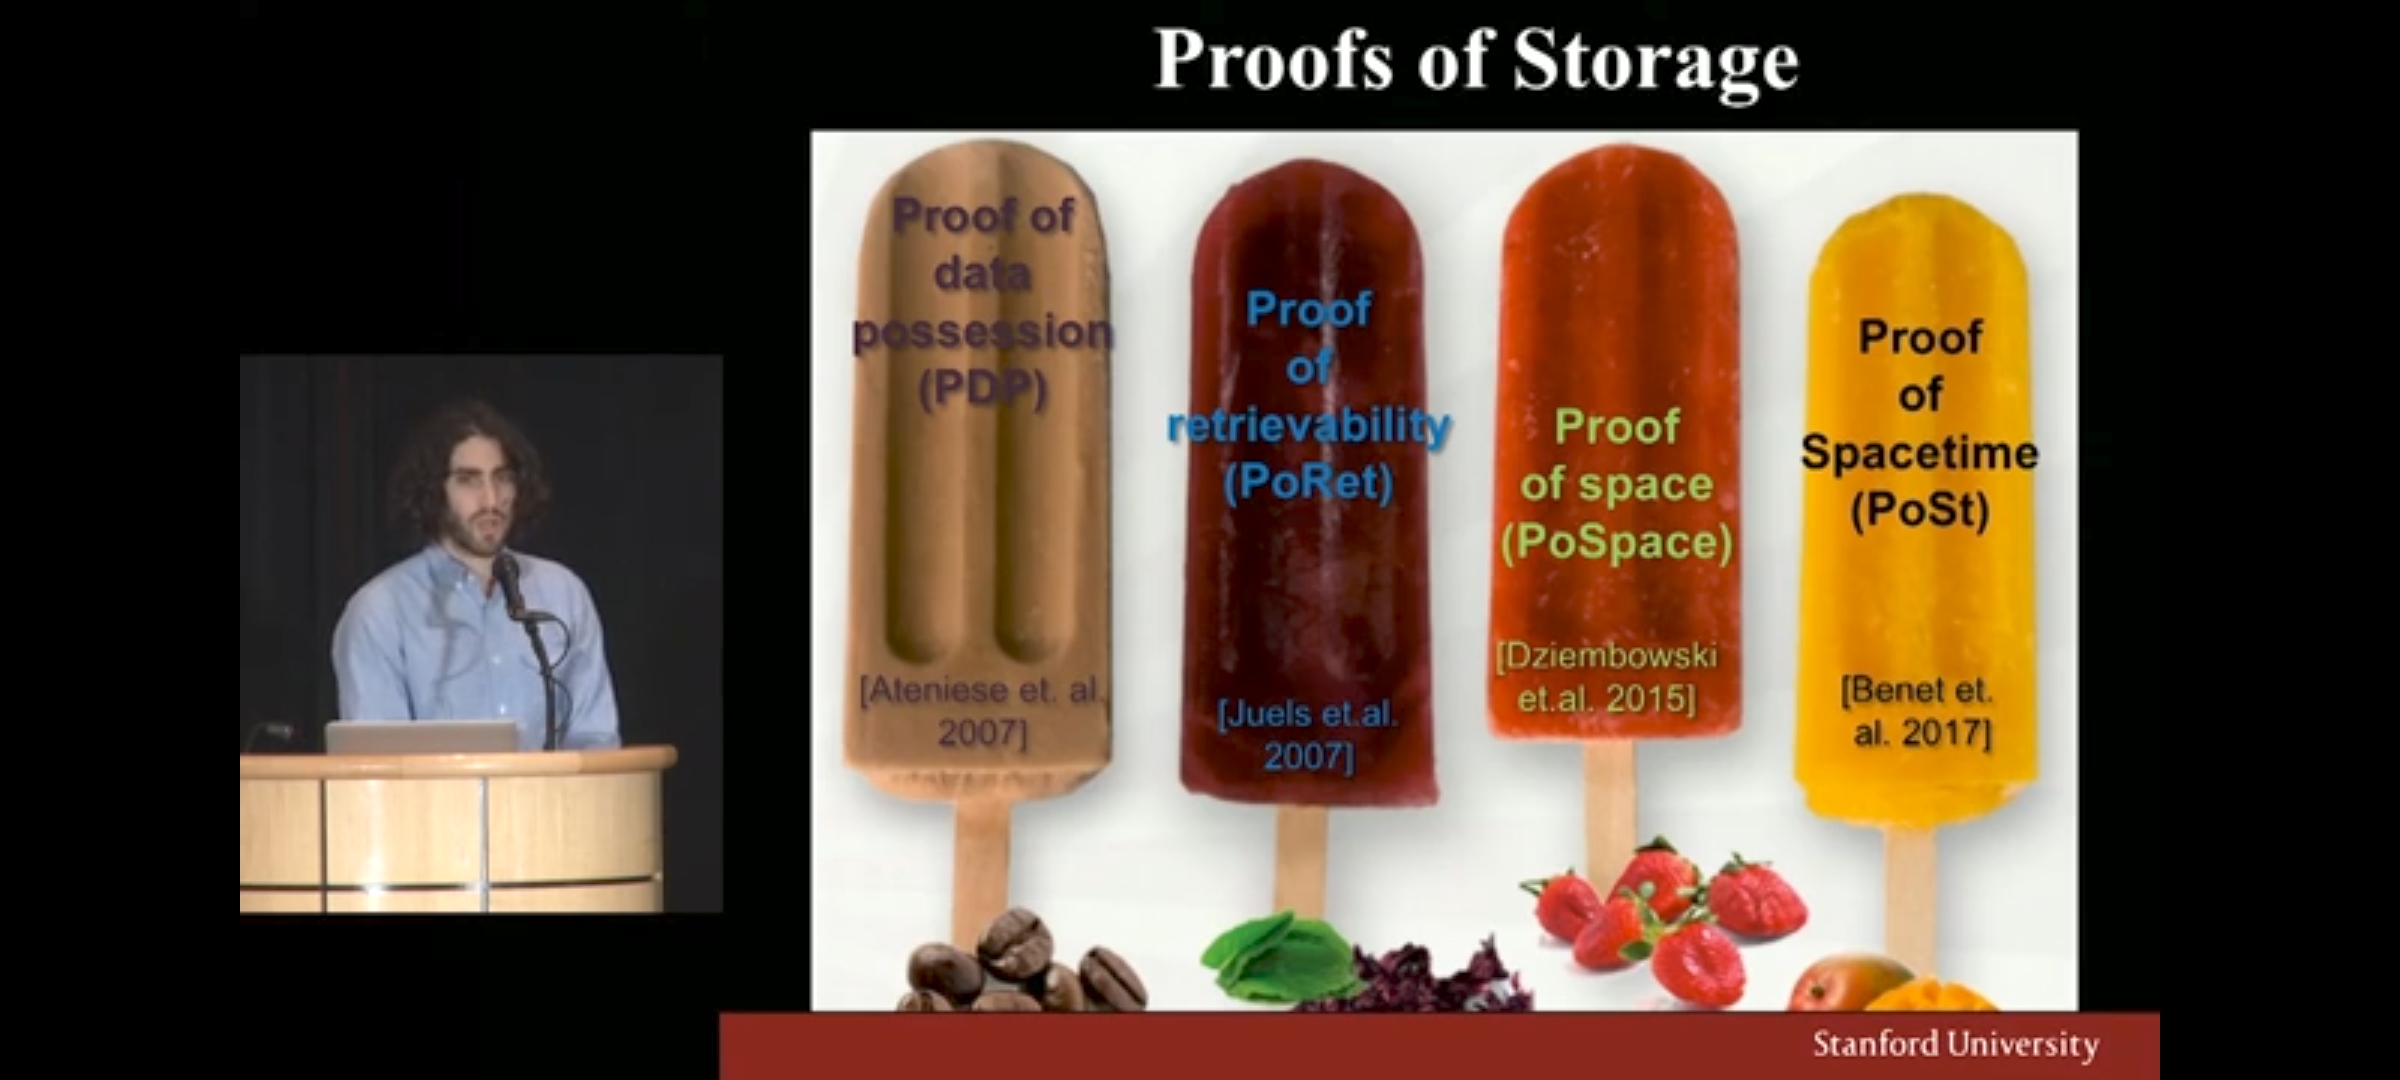 Proofs of Storage
Proof of
data
possession
(PDP)
[Ateniese et. al.
2007]
Proof
of
retrievability
(PoRet)
[Juels et.al.
2007]
Proof
of space
(PoSpace)
[Dziembowski
et.al. 2015]
Proof
of
Spacetime
(PoSt)
[Benet et.
al. 2017]
Stanford University